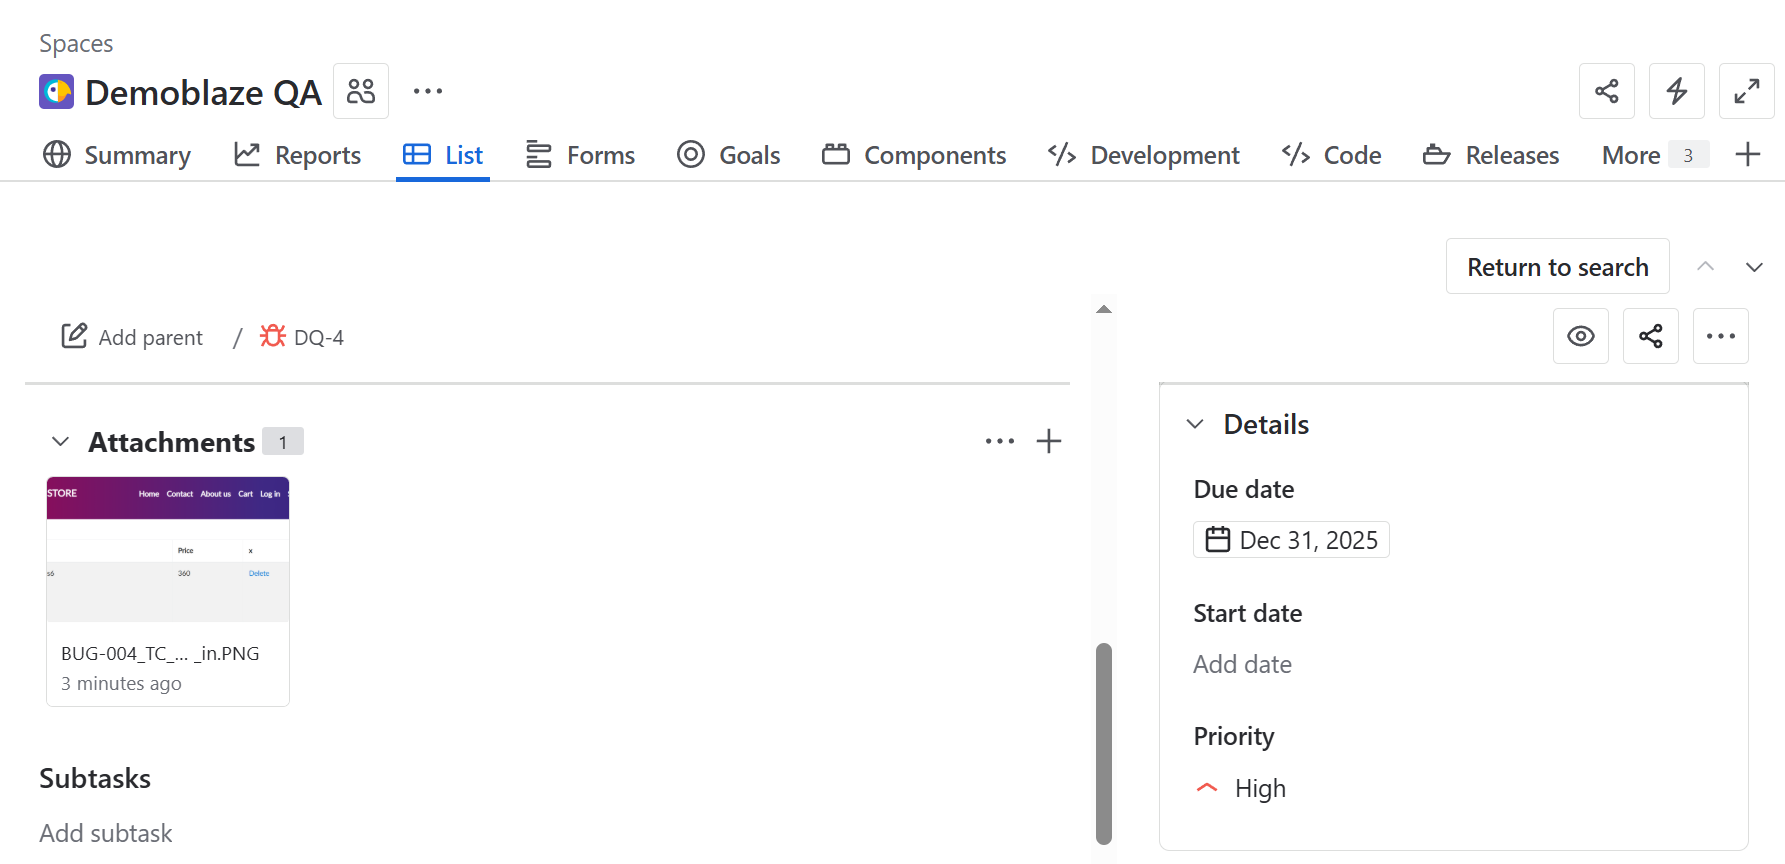 Spaces
Demoblaze QA
Summary Reports List Forms Goals Components Development Code Releases More 3
Return to search
Add parent / DQ-4
Attachments 1
STORE Home Contact About us Cart Log in
Price x
s6 360 Delete
BUG-004_TC_... _in.PNG
3 minutes ago
Subtasks
Add subtask
Details
Due date
Dec 31, 2025
Start date
Add date
Priority
High